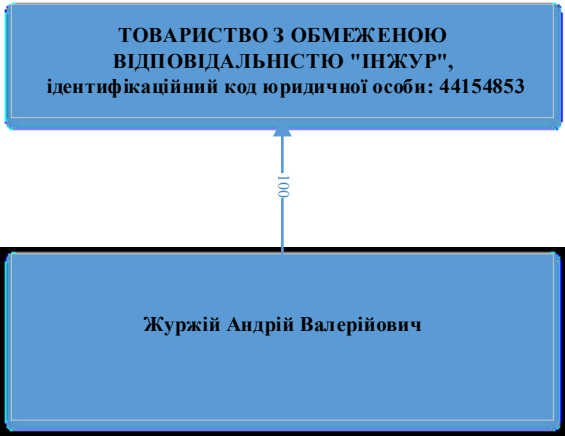 ТОВАРИСТВО З ОБМЕЖЕНОЮ
ВІДПОВІДАЛЬНІСТЮ "ІНЖУР",
ідентифікаційний код юридичної особи: 44154853
100
Журжій Андрій Валерійович